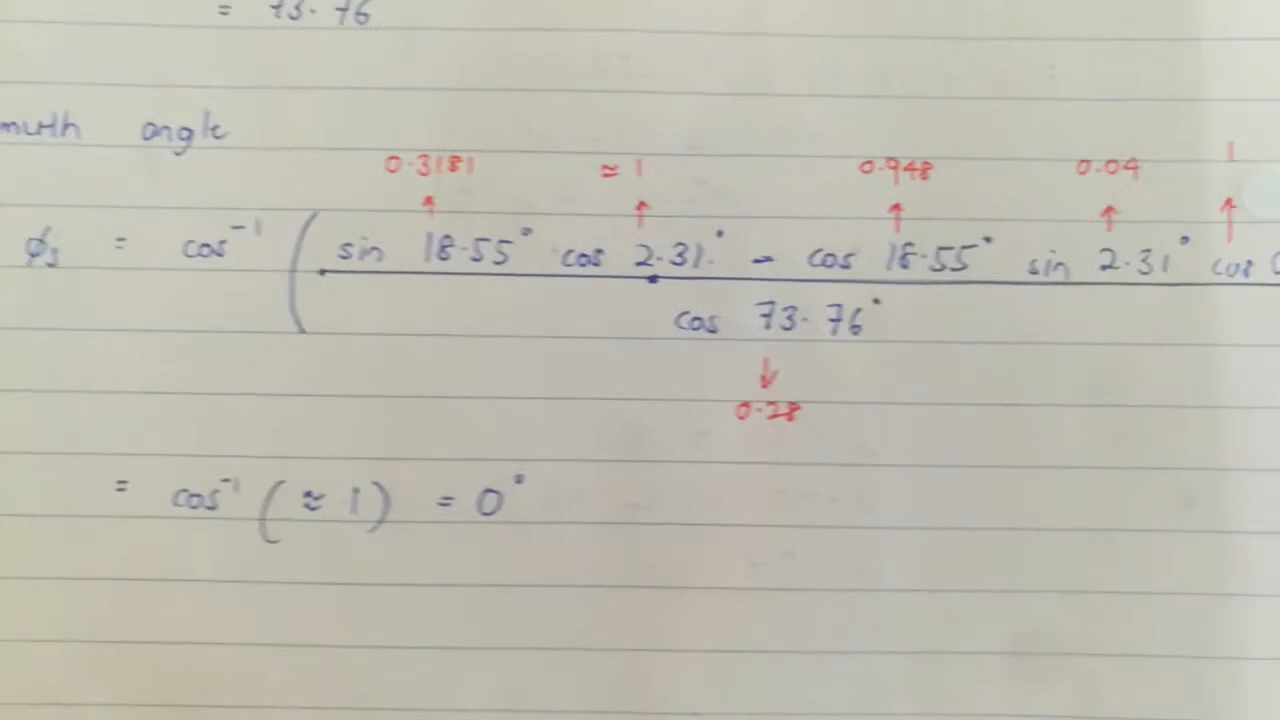 = 73.76
muth angle
0.3181 ≈ 1 0.948 0.04 1
φs = cos⁻¹ ( sin 18.55° cos 2.31° - cos 18.55° sin 2.31° cos
cos 73.76°
0.28
= cos⁻¹ ( ≈ 1 ) = 0°